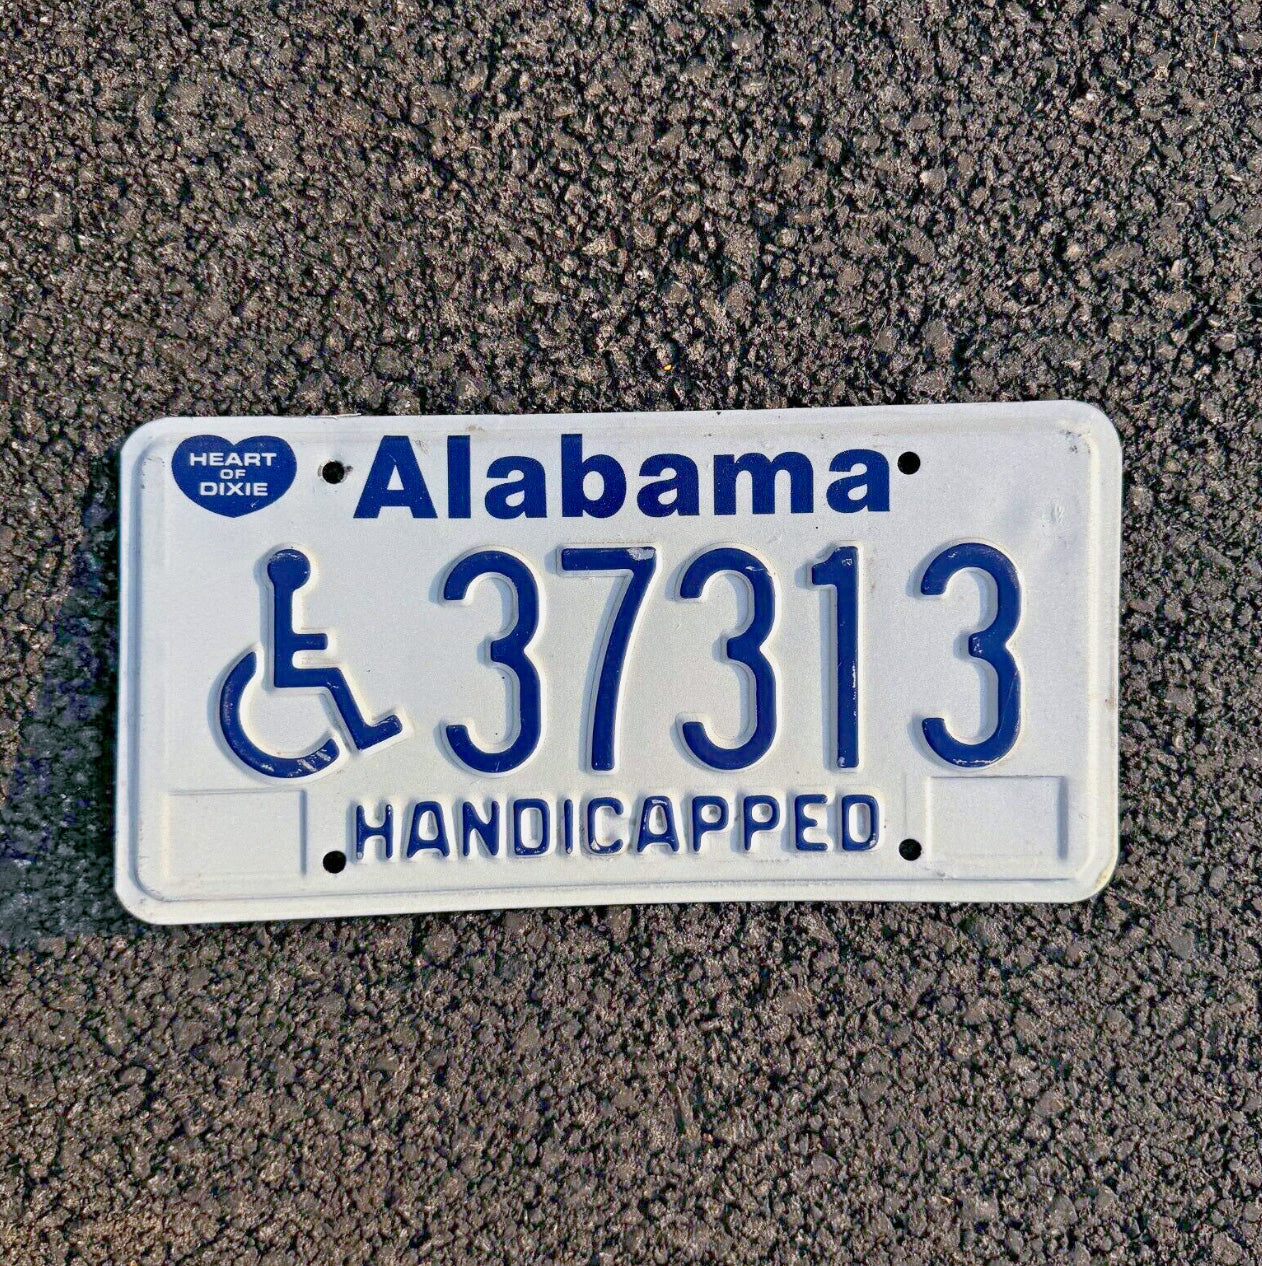 HEART
OF
DIXIE
Alabama
37313
HANDICAPPED